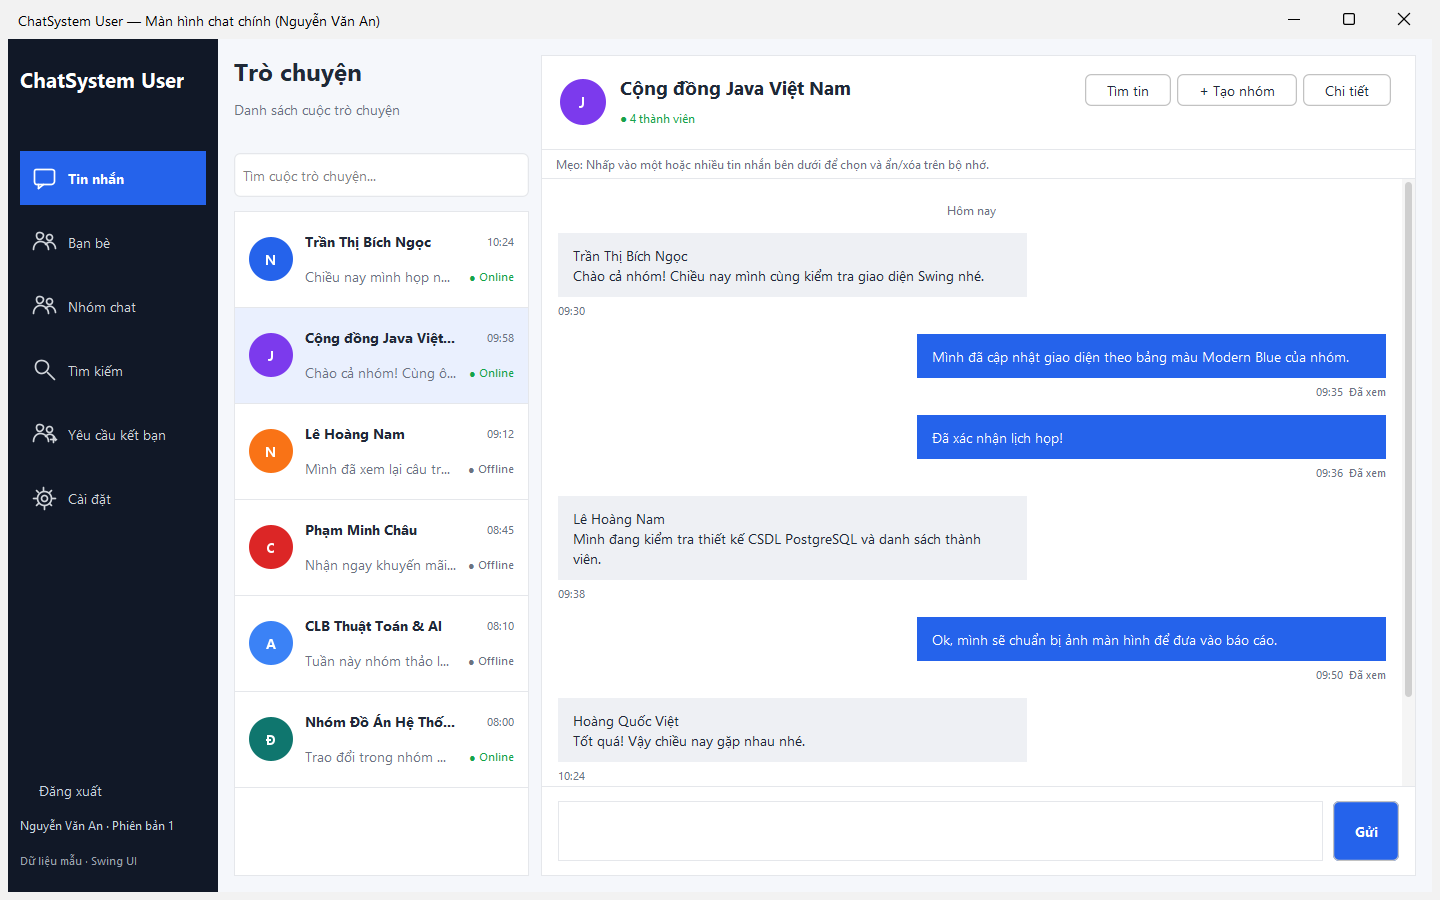 ChatSystem User — Màn hình chat chính (Nguyễn Văn An)
ChatSystem User
Tin nhắn
Bạn bè
Nhóm chat
Tìm kiếm
Yêu cầu kết bạn
Cài đặt
Đăng xuất
Nguyễn Văn An · Phiên bản 1
Dữ liệu mẫu · Swing UI
Trò chuyện
Danh sách cuộc trò chuyện
Tìm cuộc trò chuyện...
N
Trần Thị Bích Ngọc
10:24
Chiều nay mình họp n...
● Online
J
Cộng đồng Java Việt...
09:58
Chào cả nhóm! Cùng ô...
● Online
N
Lê Hoàng Nam
09:12
Mình đã xem lại câu tr...
● Offline
C
Phạm Minh Châu
08:45
Nhận ngay khuyến mãi...
● Offline
A
CLB Thuật Toán & AI
08:10
Tuần này nhóm thảo l...
● Offline
Đ
Nhóm Đồ Án Hệ Thố...
08:00
Trao đổi trong nhóm ...
● Online
J
Cộng đồng Java Việt Nam
● 4 thành viên
Tìm tin
+ Tạo nhóm
Chi tiết
Mẹo: Nhấp vào một hoặc nhiều tin nhắn bên dưới để chọn và ẩn/xóa trên bộ nhớ.
Hôm nay
Trần Thị Bích Ngọc
Chào cả nhóm! Chiều nay mình cùng kiểm tra giao diện Swing nhé.
09:30
Mình đã cập nhật giao diện theo bảng màu Modern Blue của nhóm.
09:35 Đã xem
Đã xác nhận lịch họp!
09:36 Đã xem
Lê Hoàng Nam
Mình đang kiểm tra thiết kế CSDL PostgreSQL và danh sách thành
viên.
09:38
Ok, mình sẽ chuẩn bị ảnh màn hình để đưa vào báo cáo.
09:50 Đã xem
Hoàng Quốc Việt
Tốt quá! Vậy chiều nay gặp nhau nhé.
10:24
Gửi